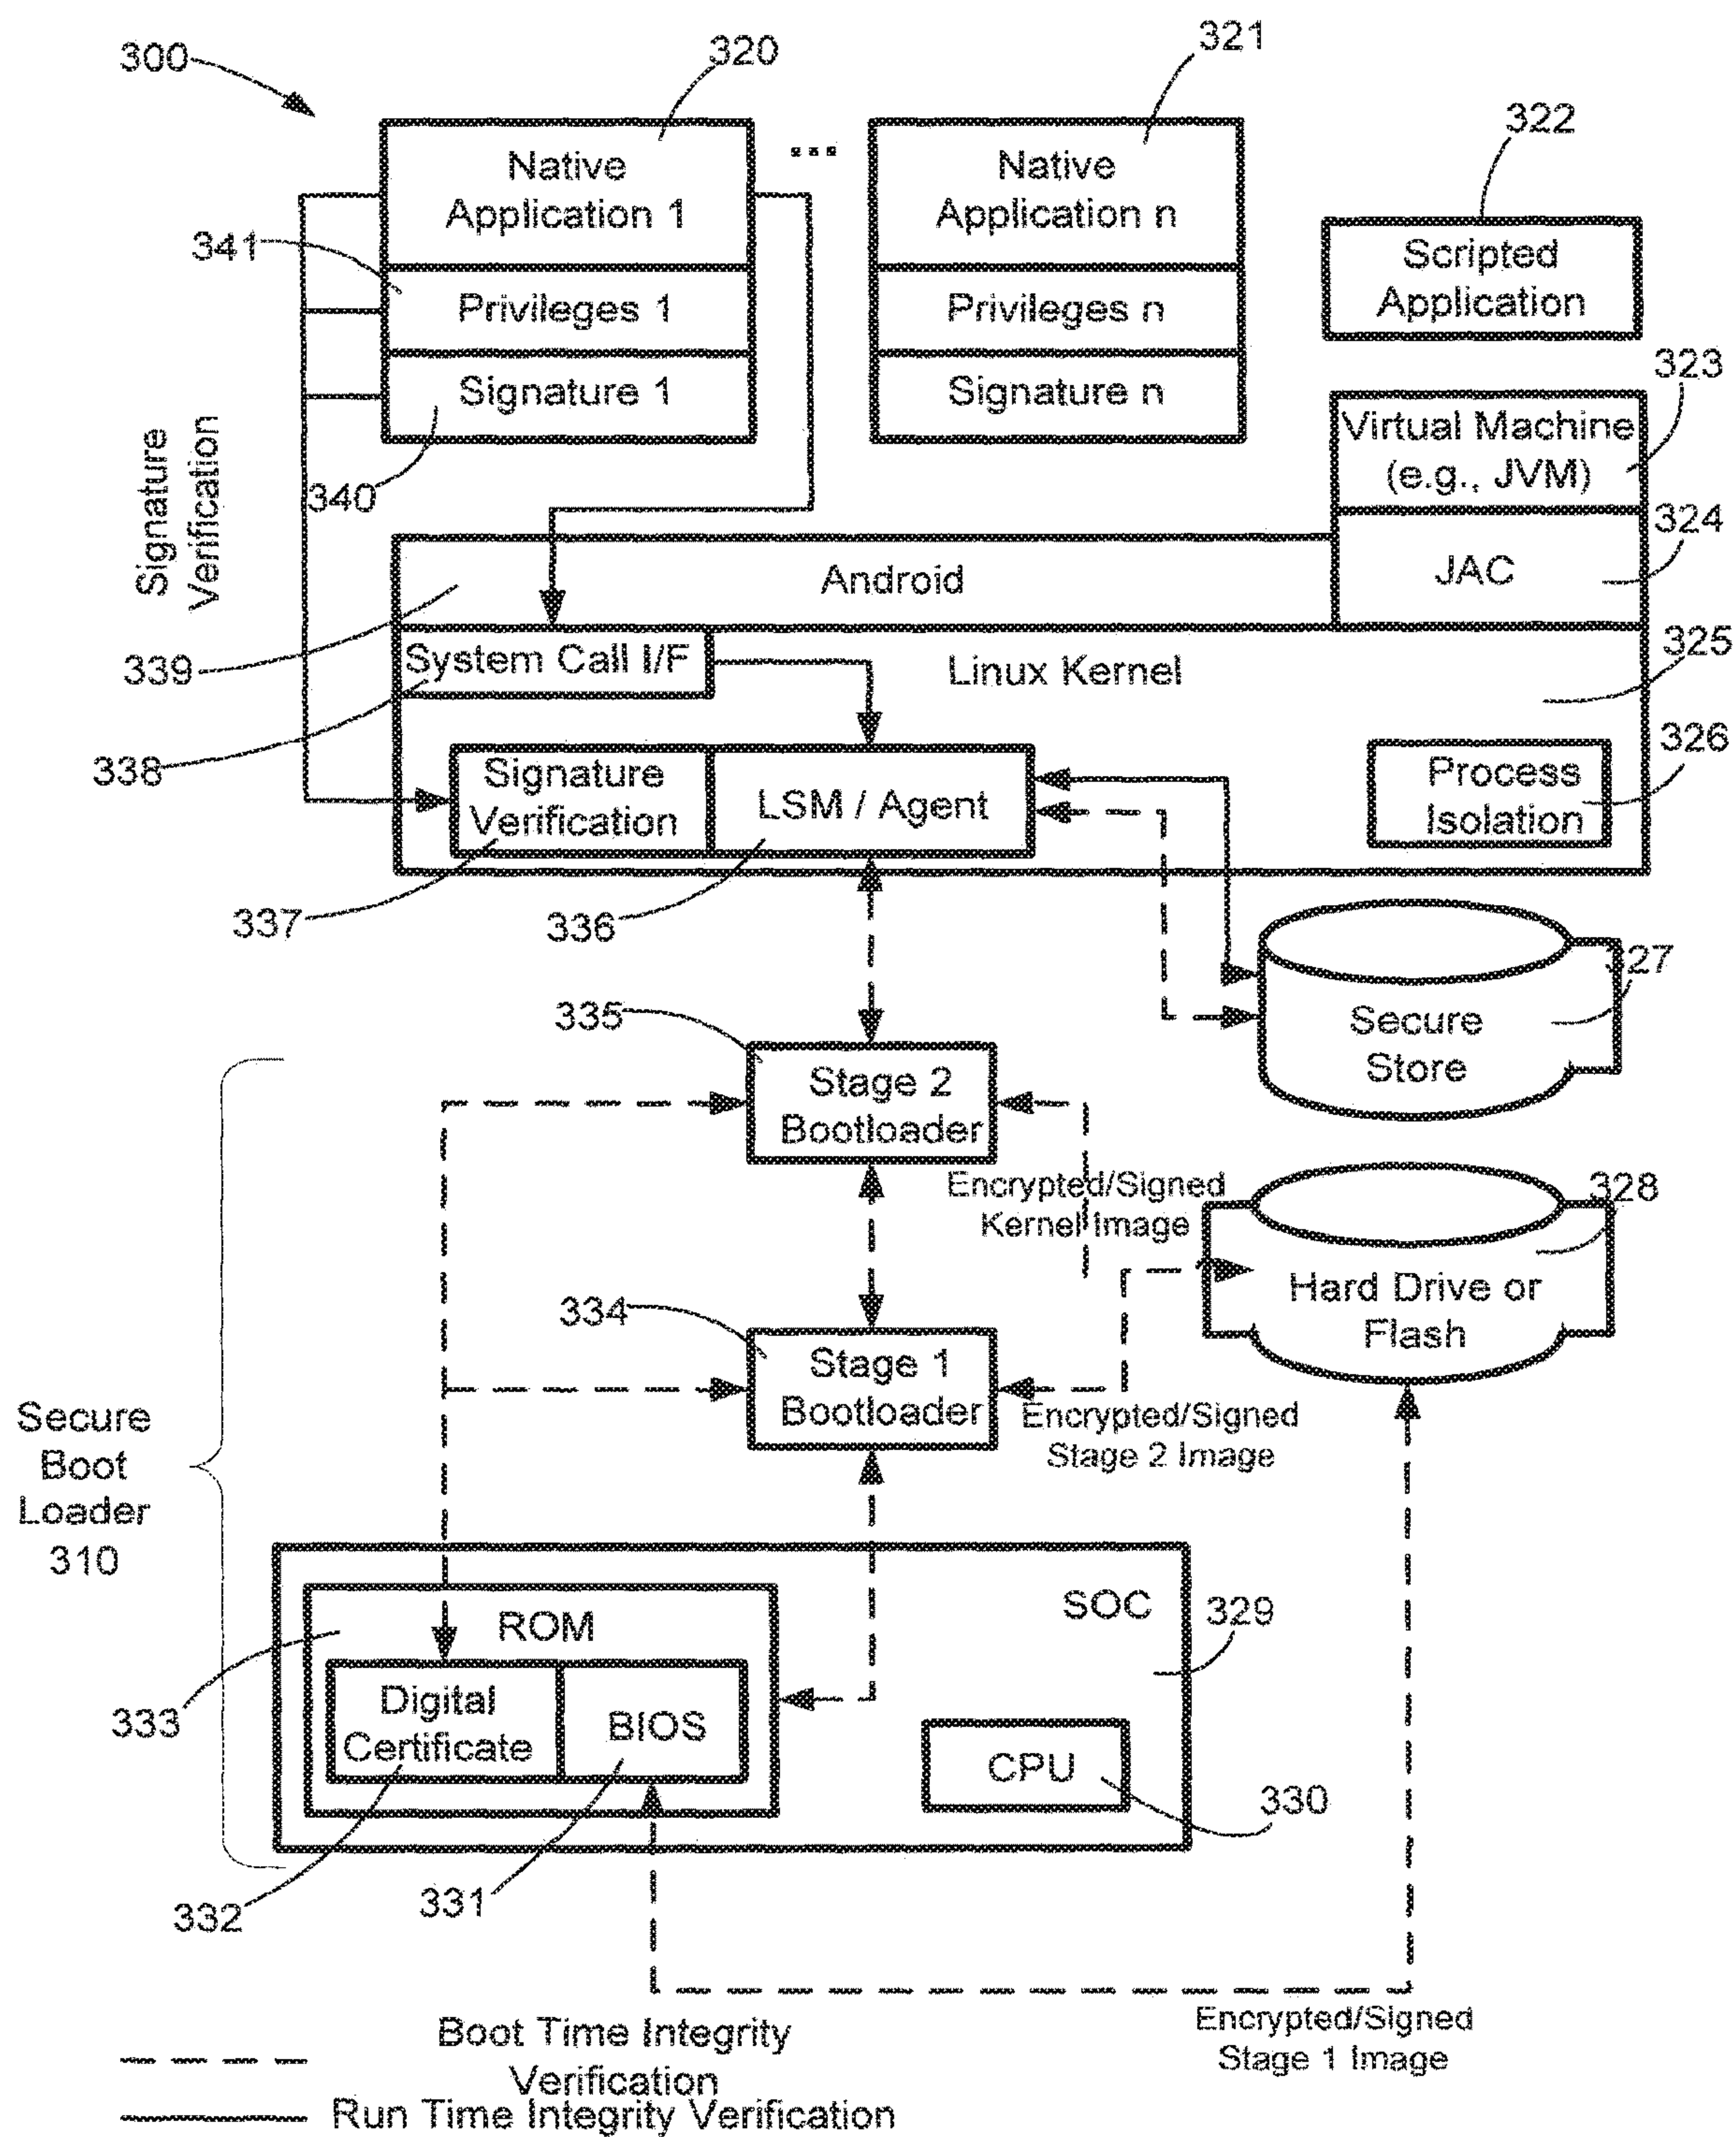 300
320
321
322
Native
Application 1
...
Native
Application n
Scripted
Application
341
Privileges 1
Privileges n
Signature 1
Signature n
323
Virtual Machine
(e.g., JVM)
340
Signature
Verification
324
Android
JAC
339
System Call I/F
Linux Kernel
325
338
Signature
Verification
LSM / Agent
326
Process
Isolation
337
336
327
335
Secure
Store
Stage 2
Bootloader
Encrypted/Signed
Kernel Image
328
334
Hard Drive or
Flash
Stage 1
Bootloader
Encrypted/Signed
Stage 2 Image
Secure
Boot
Loader
310
SOC
329
ROM
333
Digital
Certificate
BIOS
CPU
330
332
331
Encrypted/Signed
Stage 1 Image
Boot Time Integrity
Verification
Run Time Integrity Verification